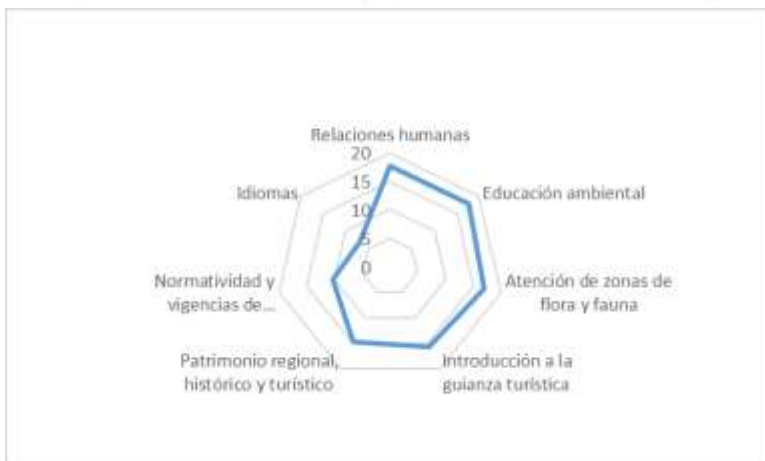 Relaciones humanas
20
15
10
5
0
Educación ambiental
Atención de zonas de
flora y fauna
Introducción a la
guianza turística
Patrimonio regional,
histórico y turístico
Normatividad y
vigencias de...
Idiomas